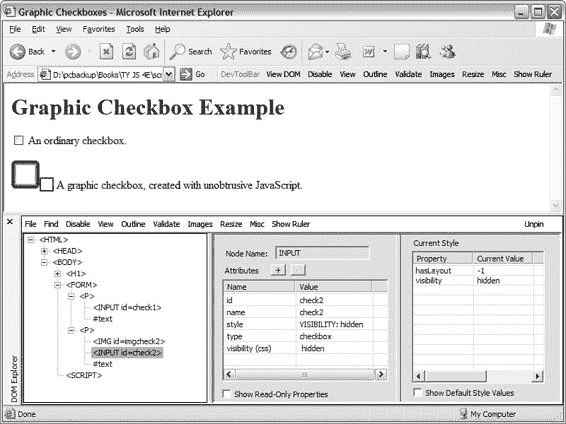 Graphic Checkboxes - Microsoft Internet Explorer
File Edit View Favorites Tools Help
Back Search Favorites
Address D:\pcbackup\Books\TY JS 4E\scr Go DevToolBar View DOM Disable View Outline Validate Images Resize Misc Show Ruler
Graphic Checkbox Example
An ordinary checkbox.
A graphic checkbox, created with unobtrusive JavaScript.
File Find Disable View Outline Validate Images Resize Misc Show Ruler Unpin
DOM Explorer
<HTML>
<HEAD>
<BODY>
<H1>
<FORM>
<P>
<INPUT id=check1>
#text
<P>
<IMG id=imgcheck2>
<INPUT id=check2>
#text
<SCRIPT>
Node Name: INPUT
Attributes + -
Name Value
id check2
name check2
style VISIBILITY: hidden
type checkbox
visibility (css) hidden
Show Read-Only Properties
Current Style
Property Current Value
hasLayout -1
visibility hidden
Show Default Style Values
Done My Computer